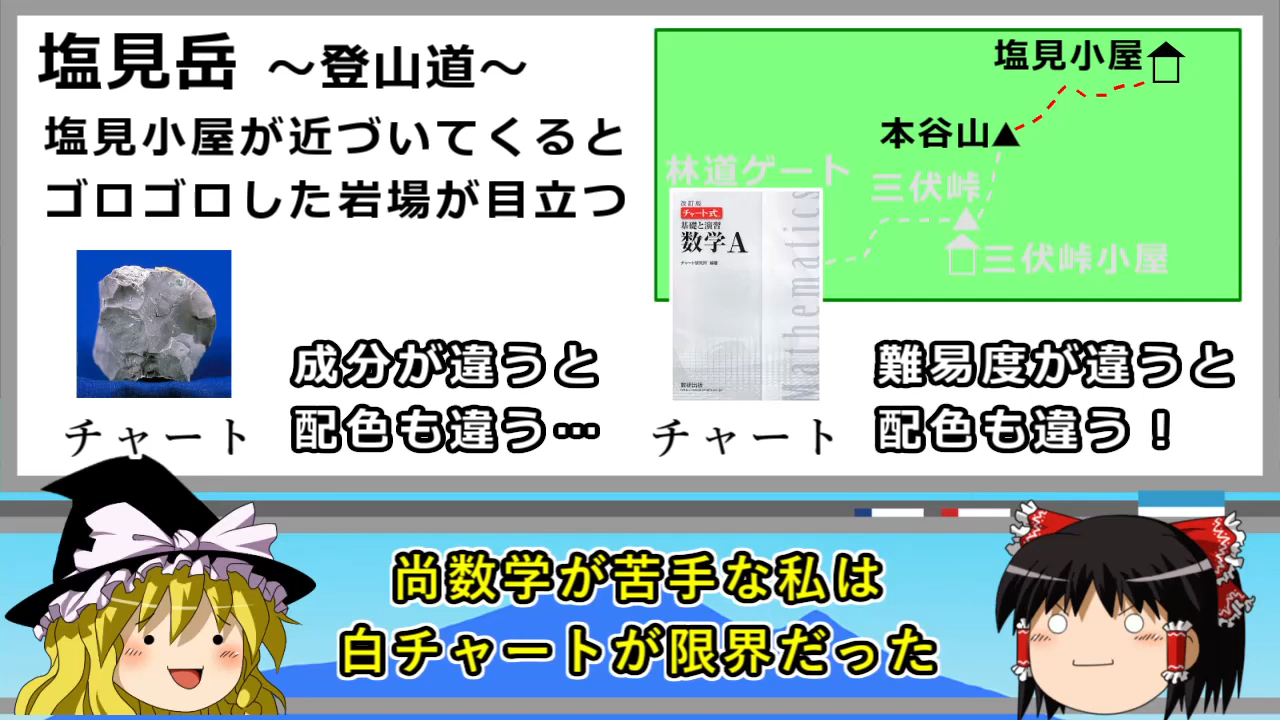 塩見岳 ～登山道～
塩見小屋が近づいてくると
ゴロゴロした岩場が目立つ
塩見小屋
本谷山
林道ゲート
三伏峠
三伏峠小屋
改訂版
チャート式
基礎と演習
数学A
チャート研究所 編著
Mathematics
数研出版
チャート
成分が違うと
配色も違う…
チャート
難易度が違うと
配色も違う！
尚数学が苦手な私は
白チャートが限界だった